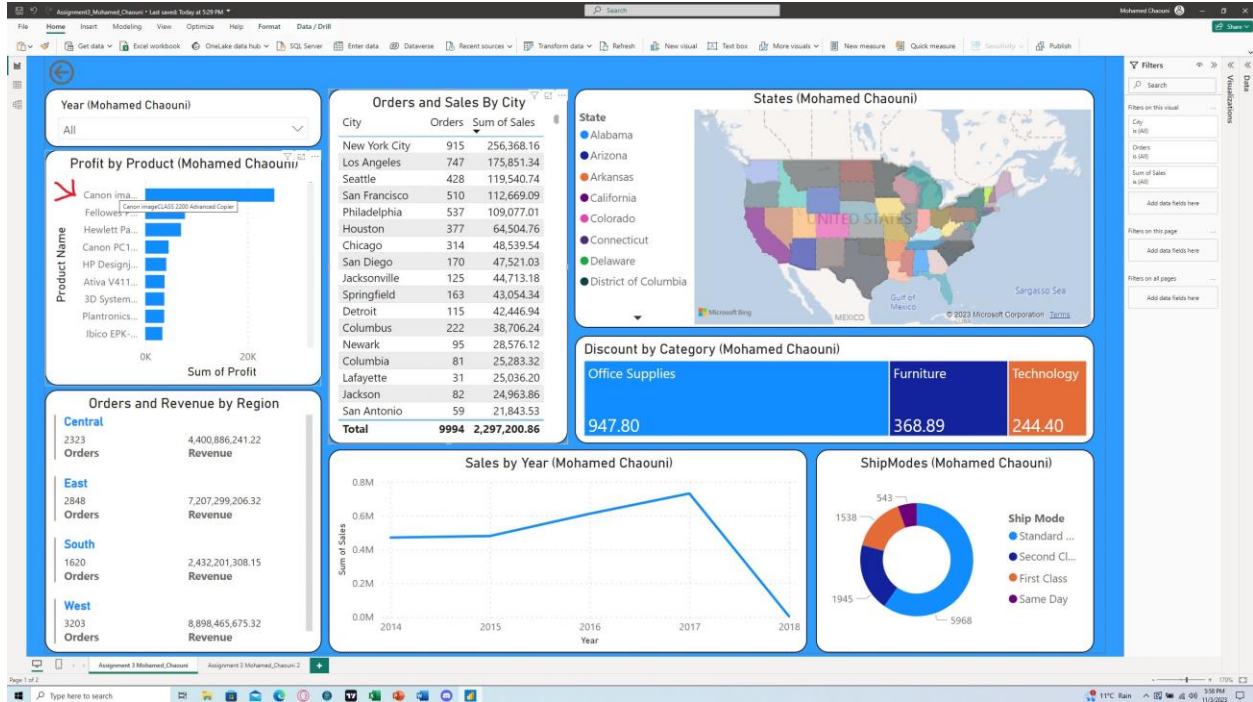 Assignment3_Mohamed_Chaouni • Last saved: Today at 5:29 PM
Search
Mohamed Chaouni
File Home Insert Modeling View Optimize Help Format Data / Drill
Share
Get data Excel workbook OneLake data hub SQL Server Enter data Dataverse Recent sources Transform data Refresh New visual Text box More visuals New measure Quick measure Sensitivity Publish
Year (Mohamed Chaouni)
All
Profit by Product (Mohamed Chaouni)
Product Name
Canon ima...
Canon imageCLASS 2200 Advanced Copier
Fellowes P...
Hewlett Pa...
Canon PC1...
HP Designj...
Ativa V411...
3D System...
Plantronics...
Ibico EPK-...
0K 20K
Sum of Profit
Orders and Revenue by Region
Central
2323 4,400,886,241.22
Orders Revenue
East
2848 7,207,299,206.32
Orders Revenue
South
1620 2,432,201,308.15
Orders Revenue
West
3203 8,898,465,675.32
Orders Revenue
Orders and Sales By City
City Orders Sum of Sales
New York City 915 256,368.16
Los Angeles 747 175,851.34
Seattle 428 119,540.74
San Francisco 510 112,669.09
Philadelphia 537 109,077.01
Houston 377 64,504.76
Chicago 314 48,539.54
San Diego 170 47,521.03
Jacksonville 125 44,713.18
Springfield 163 43,054.34
Detroit 115 42,446.94
Columbus 222 38,706.24
Newark 95 28,576.12
Columbia 81 25,283.32
Lafayette 31 25,036.20
Jackson 82 24,963.86
San Antonio 59 21,843.53
Total 9994 2,297,200.86
States (Mohamed Chaouni)
State
Alabama
Arizona
Arkansas
California
Colorado
Connecticut
Delaware
District of Columbia
UNITED STATES
Gulf of
Mexico
Sargasso Sea
MEXICO
CUBA
Microsoft Bing
© 2023 Microsoft Corporation Terms
Discount by Category (Mohamed Chaouni)
Office Supplies Furniture Technology
947.80 368.89 244.40
Sales by Year (Mohamed Chaouni)
Sum of Sales
0.8M
0.6M
0.4M
0.2M
0.0M
2014 2015 2016 2017 2018
Year
ShipModes (Mohamed Chaouni)
543
1538
1945
5968
Ship Mode
Standard ...
Second Cl...
First Class
Same Day
Filters
Search
Filters on this visual
City
is (All)
Orders
is (All)
Sum of Sales
is (All)
Add data fields here
Filters on this page
Add data fields here
Filters on all pages
Add data fields here
Visualizations
Data
Assignment 3 Mohamed_Chaouni Assignment 3 Mohamed_Chaouni 2
Page 1 of 2
170%
Type here to search
11°C Rain
5:58 PM
11/3/2023